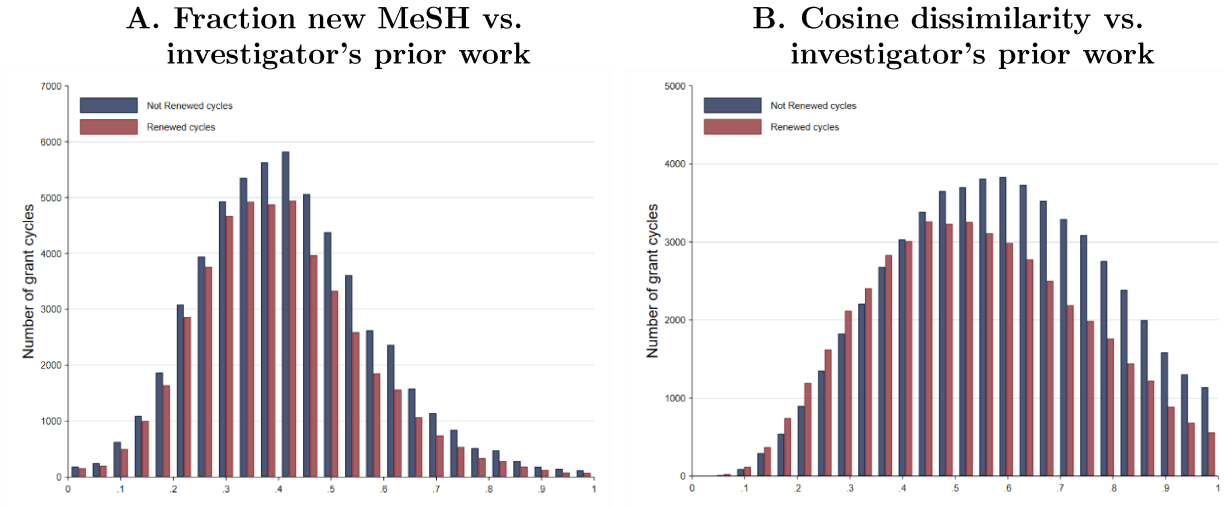 A. Fraction new MeSH vs.
investigator's prior work
7000
6000
5000
4000
3000
2000
1000
0
Number of grant cycles
Not Renewed cycles
Renewed cycles
0 .1 .2 .3 .4 .5 .6 .7 .8 .9 1
B. Cosine dissimilarity vs.
investigator's prior work
5000
4000
3000
2000
1000
0
Number of grant cycles
Not Renewed cycles
Renewed cycles
0 .1 .2 .3 .4 .5 .6 .7 .8 .9 1